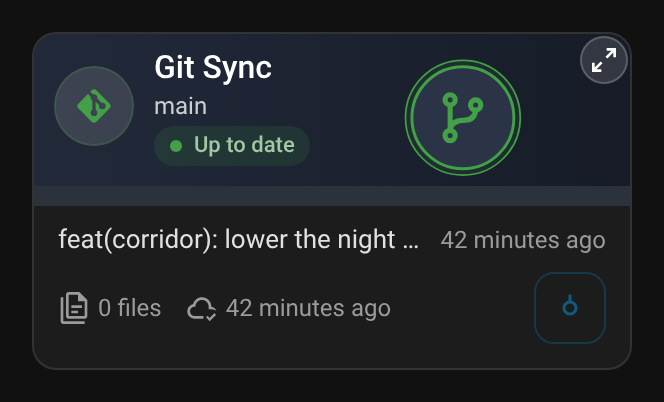 Git Sync
main
Up to date
feat(corridor): lower the night ... 42 minutes ago
0 files 42 minutes ago